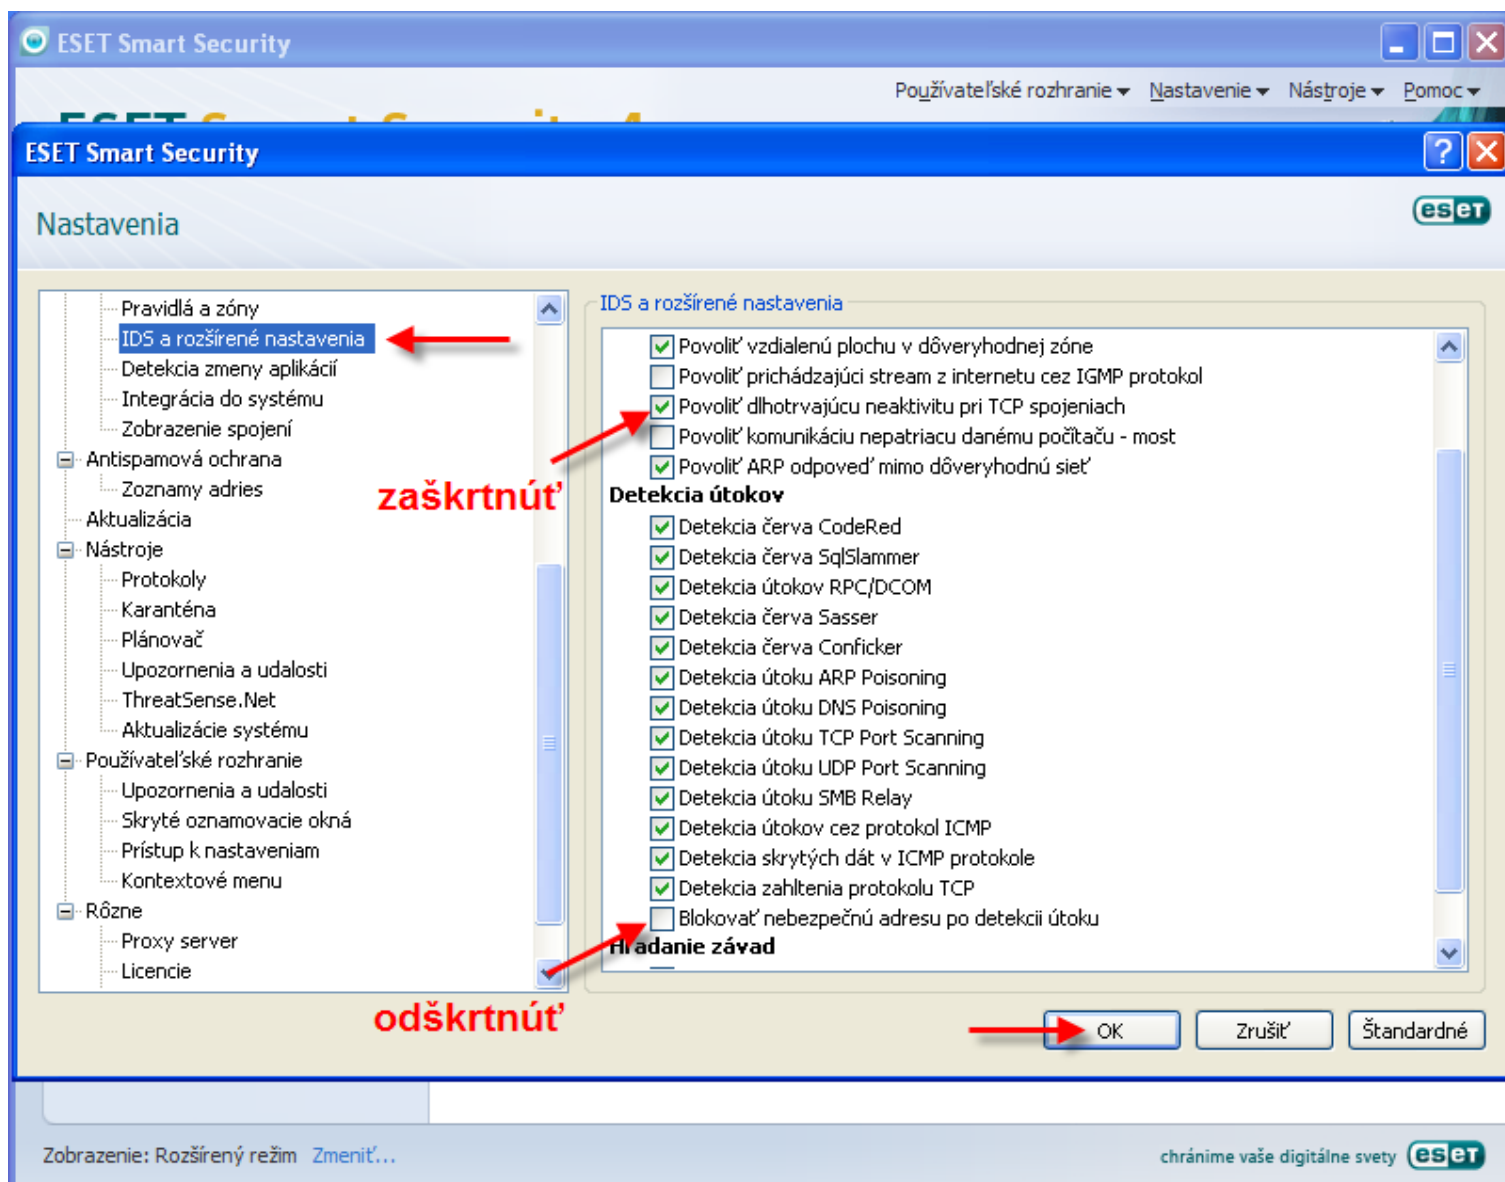 ESET Smart Security
Používateľské rozhranie Nastavenie Nástroje Pomoc
ESET Smart Security 4
ESET Smart Security
Nastavenia
eset
Pravidlá a zóny
IDS a rozšírené nastavenia
Detekcia zmeny aplikácií
Integrácia do systému
Zobrazenie spojení
Antispamová ochrana
Zoznamy adries
Aktualizácia
Nástroje
Protokoly
Karanténa
Plánovač
Upozornenia a udalosti
ThreatSense.Net
Aktualizácie systému
Používateľské rozhranie
Upozornenia a udalosti
Skryté oznamovacie okná
Prístup k nastaveniam
Kontextové menu
Rôzne
Proxy server
Licencie
zaškrtnúť
odškrtnúť
IDS a rozšírené nastavenia
Povoliť vzdialenú plochu v dôveryhodnej zóne
Povoliť prichádzajúci stream z internetu cez IGMP protokol
Povoliť dlhotrvajúcu neaktivitu pri TCP spojeniach
Povoliť komunikáciu nepatriacu danému počítaču - most
Povoliť ARP odpoveď mimo dôveryhodnú sieť
Detekcia útokov
Detekcia červa CodeRed
Detekcia červa SqlSlammer
Detekcia útokov RPC/DCOM
Detekcia červa Sasser
Detekcia červa Conficker
Detekcia útoku ARP Poisoning
Detekcia útoku DNS Poisoning
Detekcia útoku TCP Port Scanning
Detekcia útoku UDP Port Scanning
Detekcia útoku SMB Relay
Detekcia útokov cez protokol ICMP
Detekcia skrytých dát v ICMP protokole
Detekcia zahltenia protokolu TCP
Blokovať nebezpečnú adresu po detekcii útoku
Hľadanie závad
OK Zrušiť Štandardné
Zobrazenie: Rozšírený režim Zmeniť...
chránime vaše digitálne svety eset